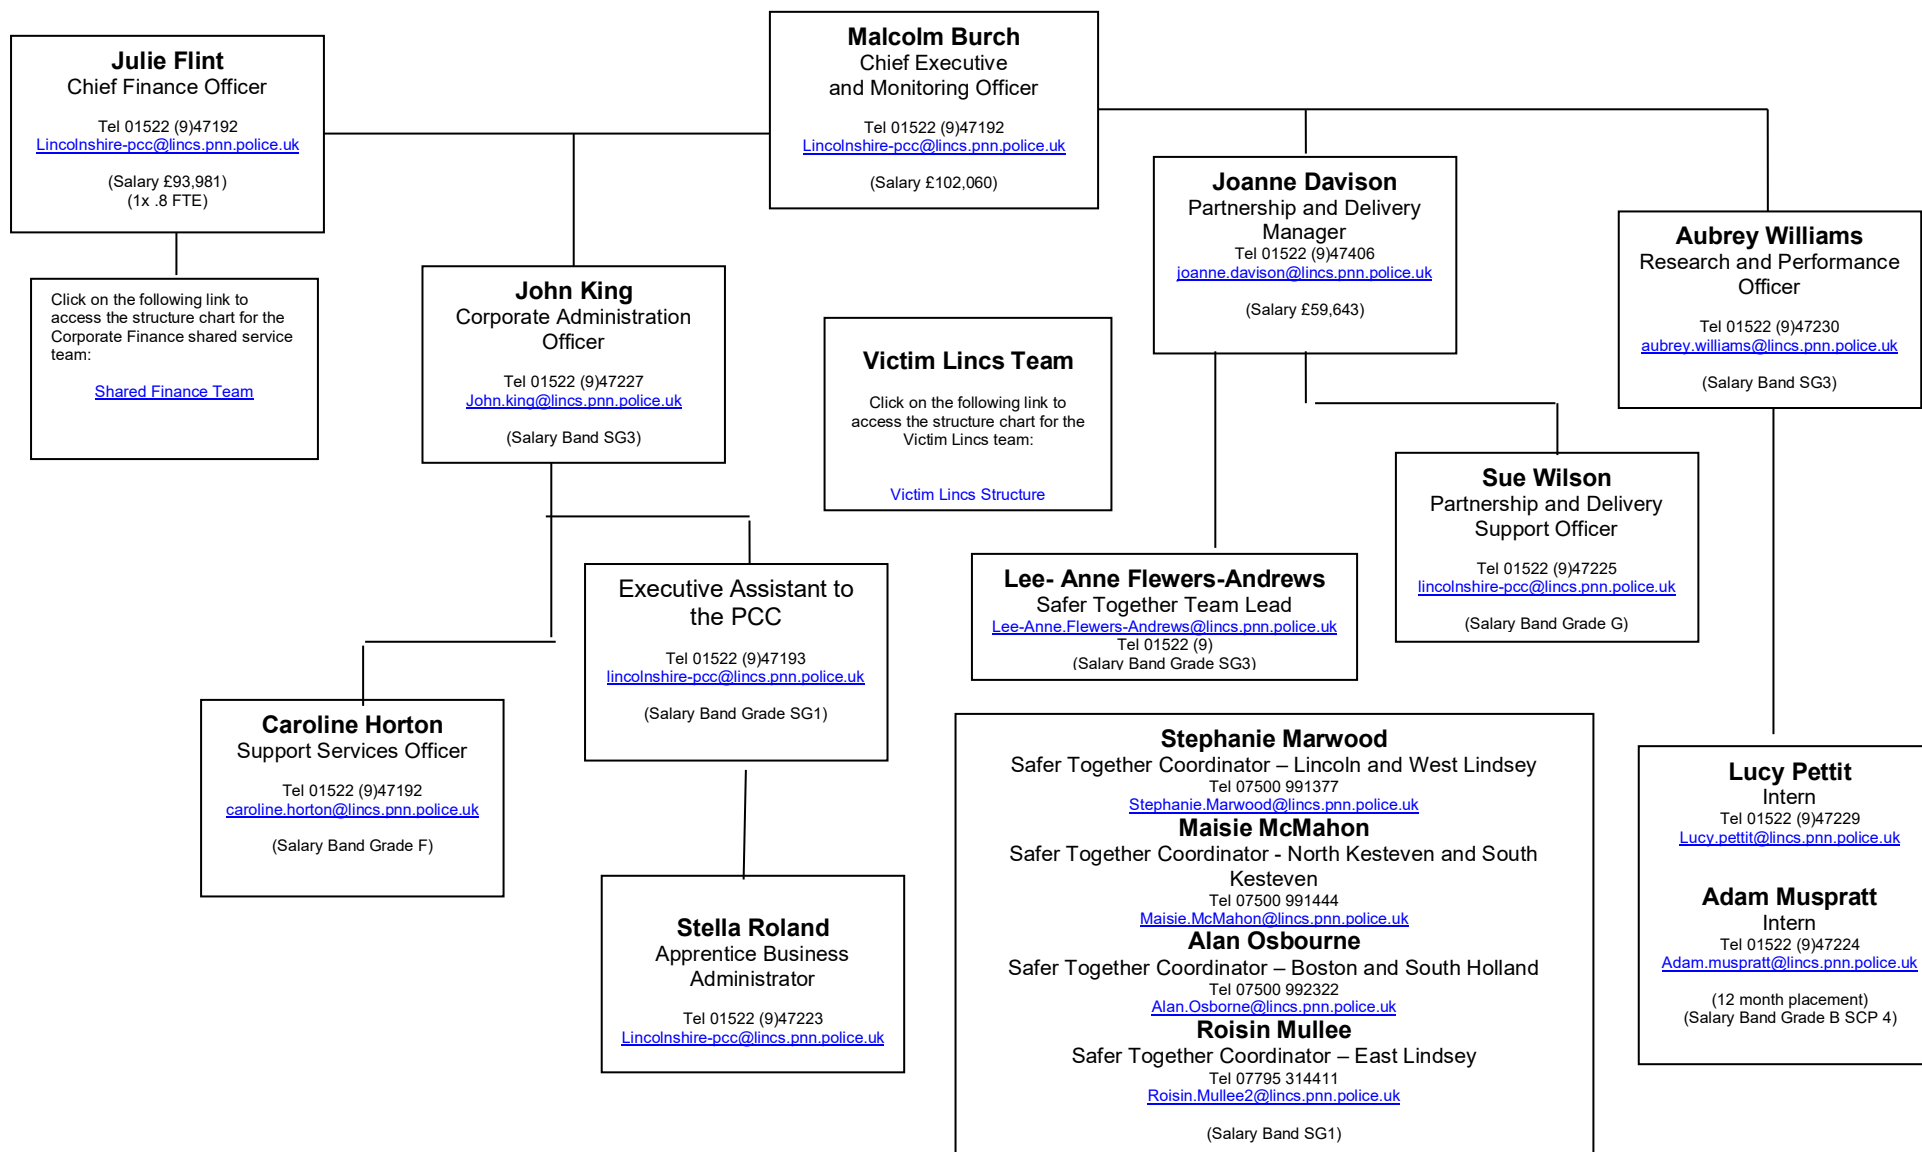 Julie Flint
Chief Finance Officer
Tel 01522 (9)47192
Lincolnshire-pcc@lincs.pnn.police.uk
(Salary £93,981)
(1x .8 FTE)
Malcolm Burch
Chief Executive
and Monitoring Officer
Tel 01522 (9)47192
Lincolnshire-pcc@lincs.pnn.police.uk
(Salary £102,060)
Joanne Davison
Partnership and Delivery
Manager
Tel 01522 (9)47406
joanne.davison@lincs.pnn.police.uk
(Salary £59,643)
Aubrey Williams
Research and Performance
Officer
Tel 01522 (9)47230
aubrey.williams@lincs.pnn.police.uk
(Salary Band SG3)
Click on the following link to
access the structure chart for the
Corporate Finance shared service
team:
Shared Finance Team
John King
Corporate Administration
Officer
Tel 01522 (9)47227
John.king@lincs.pnn.police.uk
(Salary Band SG3)
Victim Lincs Team
Click on the following link to
access the structure chart for the
Victim Lincs team:
Victim Lincs Structure
Sue Wilson
Partnership and Delivery
Support Officer
Tel 01522 (9)47225
lincolnshire-pcc@lincs.pnn.police.uk
(Salary Band Grade G)
Executive Assistant to
the PCC
Tel 01522 (9)47193
lincolnshire-pcc@lincs.pnn.police.uk
(Salary Band Grade SG1)
Lee- Anne Flewers-Andrews
Safer Together Team Lead
Lee-Anne.Flewers-Andrews@lincs.pnn.police.uk
Tel 01522 (9)
(Salary Band Grade SG3)
Caroline Horton
Support Services Officer
Tel 01522 (9)47192
caroline.horton@lincs.pnn.police.uk
(Salary Band Grade F)
Stella Roland
Apprentice Business
Administrator
Tel 01522 (9)47223
Lincolnshire-pcc@lincs.pnn.police.uk
Stephanie Marwood
Safer Together Coordinator – Lincoln and West Lindsey
Tel 07500 991377
Stephanie.Marwood@lincs.pnn.police.uk
Maisie McMahon
Safer Together Coordinator - North Kesteven and South
Kesteven
Tel 07500 991444
Maisie.McMahon@lincs.pnn.police.uk
Alan Osbourne
Safer Together Coordinator – Boston and South Holland
Tel 07500 992322
Alan.Osborne@lincs.pnn.police.uk
Roisin Mullee
Safer Together Coordinator – East Lindsey
Tel 07795 314411
Roisin.Mullee2@lincs.pnn.police.uk
(Salary Band SG1)
Lucy Pettit
Intern
Tel 01522 (9)47229
Lucy.pettit@lincs.pnn.police.uk
Adam Muspratt
Intern
Tel 01522 (9)47224
Adam.muspratt@lincs.pnn.police.uk
(12 month placement)
(Salary Band Grade B SCP 4)